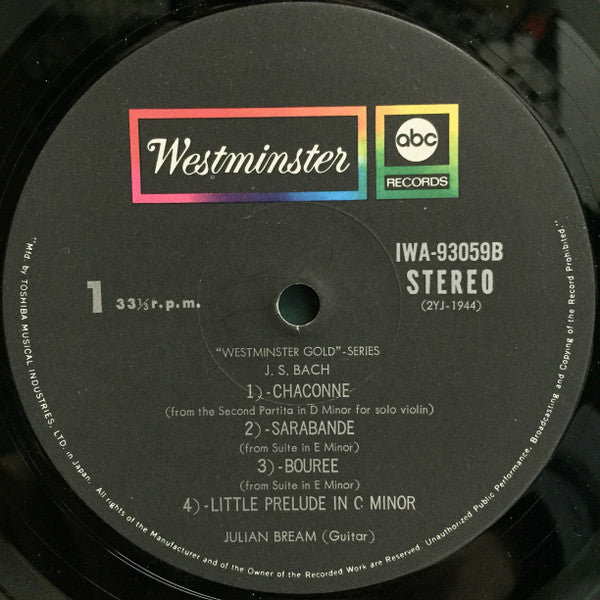 Westminster
abc
RECORDS
IWA-93059B
STEREO
(2YJ-1944)
1 33⅓ r.p.m.
"WESTMINSTER GOLD"-SERIES
J. S. BACH
1)-CHACONNE
(from the Second Partita in D Minor for solo violin)
2)-SARABANDE
(from Suite in E Minor)
3)-BOUREE
(from Suite in E Minor)
4)-LITTLE PRELUDE IN C MINOR
JULIAN BREAM (Guitar)
"Mfd. by TOSHIBA MUSICAL INDUSTRIES, LTD. in Japan. All rights of the Manufacturer and of the Owner of the Recorded Work are Reserved. Unauthorized Public Performance, Broadcasting and Copying of the Record Prohibited."